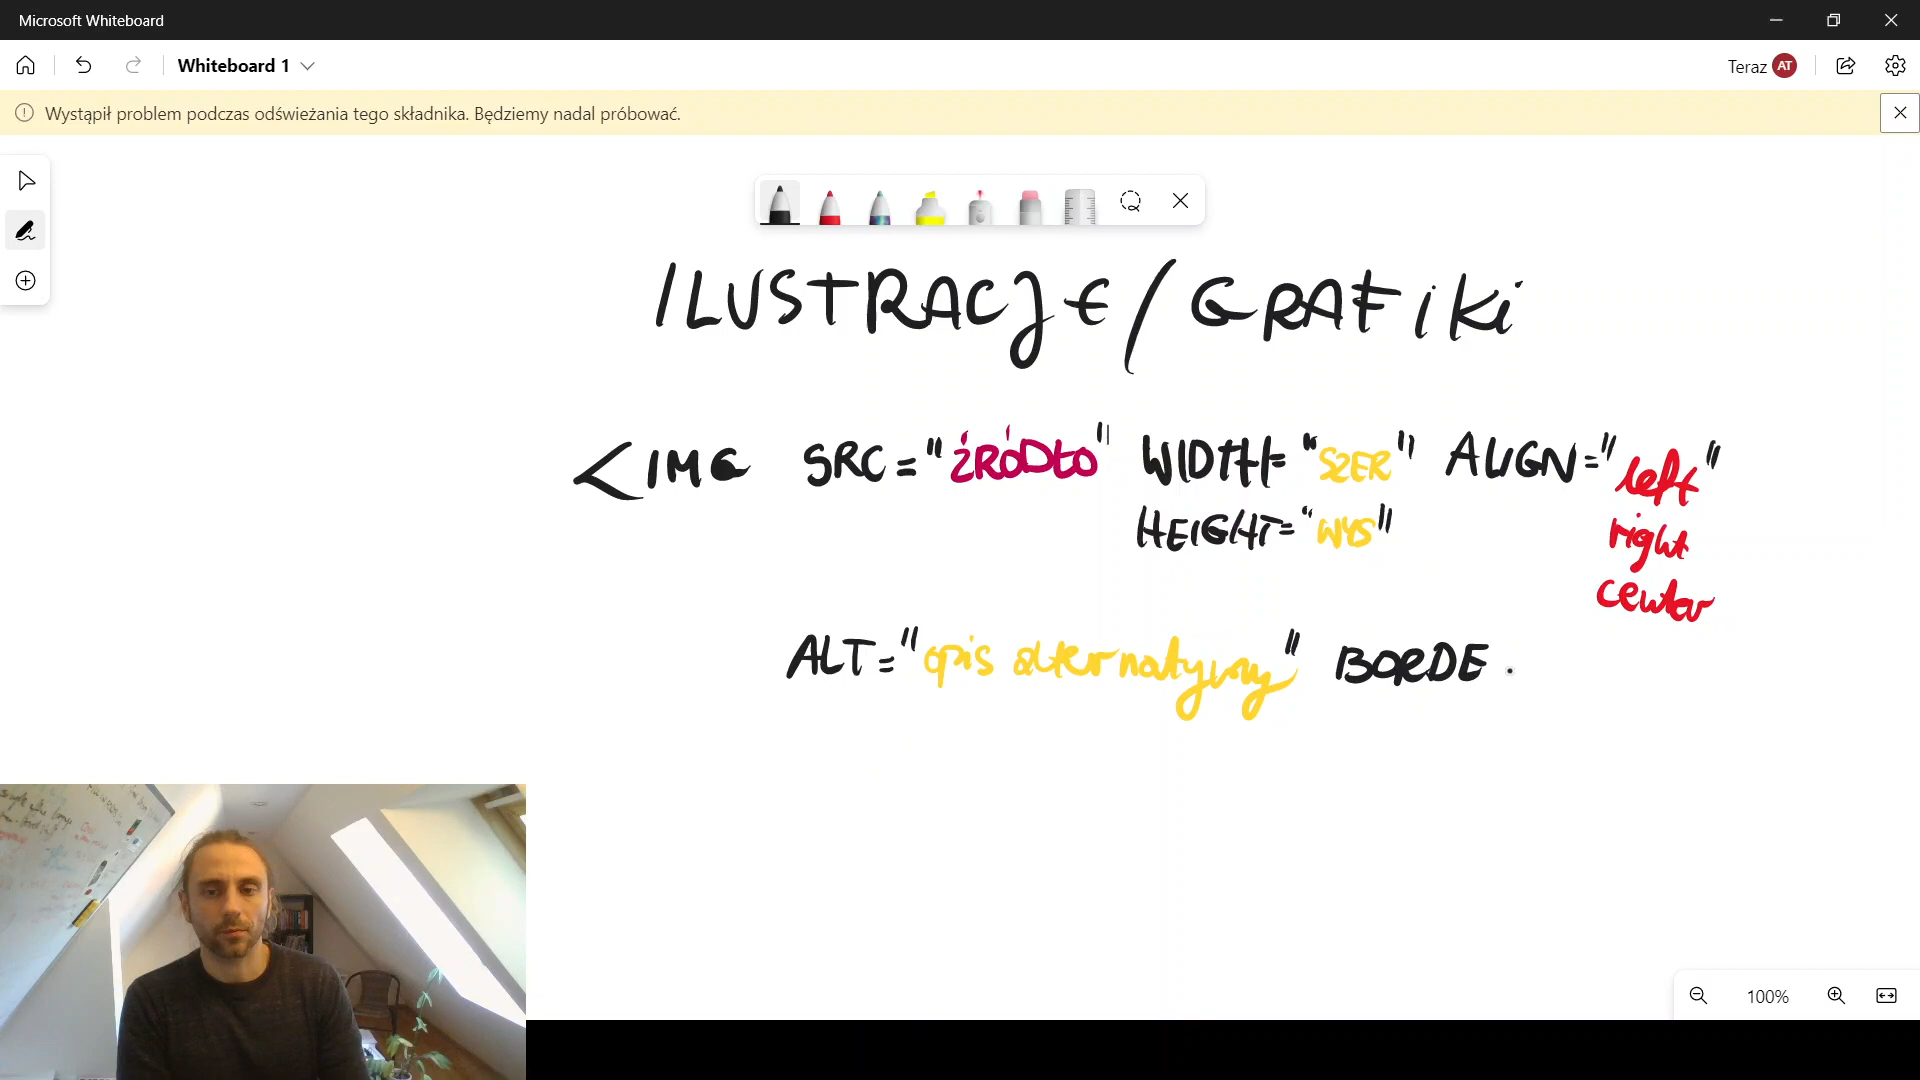 Microsoft Whiteboard
Whiteboard 1
Teraz AT
Wystąpił problem podczas odświeżania tego składnika. Będziemy nadal próbować.
ILUSTRACJE / GRAFIKI
<IMG SRC="ŹRÓDŁO" WIDTH="SZER" ALIGN="left"
HEIGHT="WYS" right
center
ALT="opis alternatywny" BORDE
100%